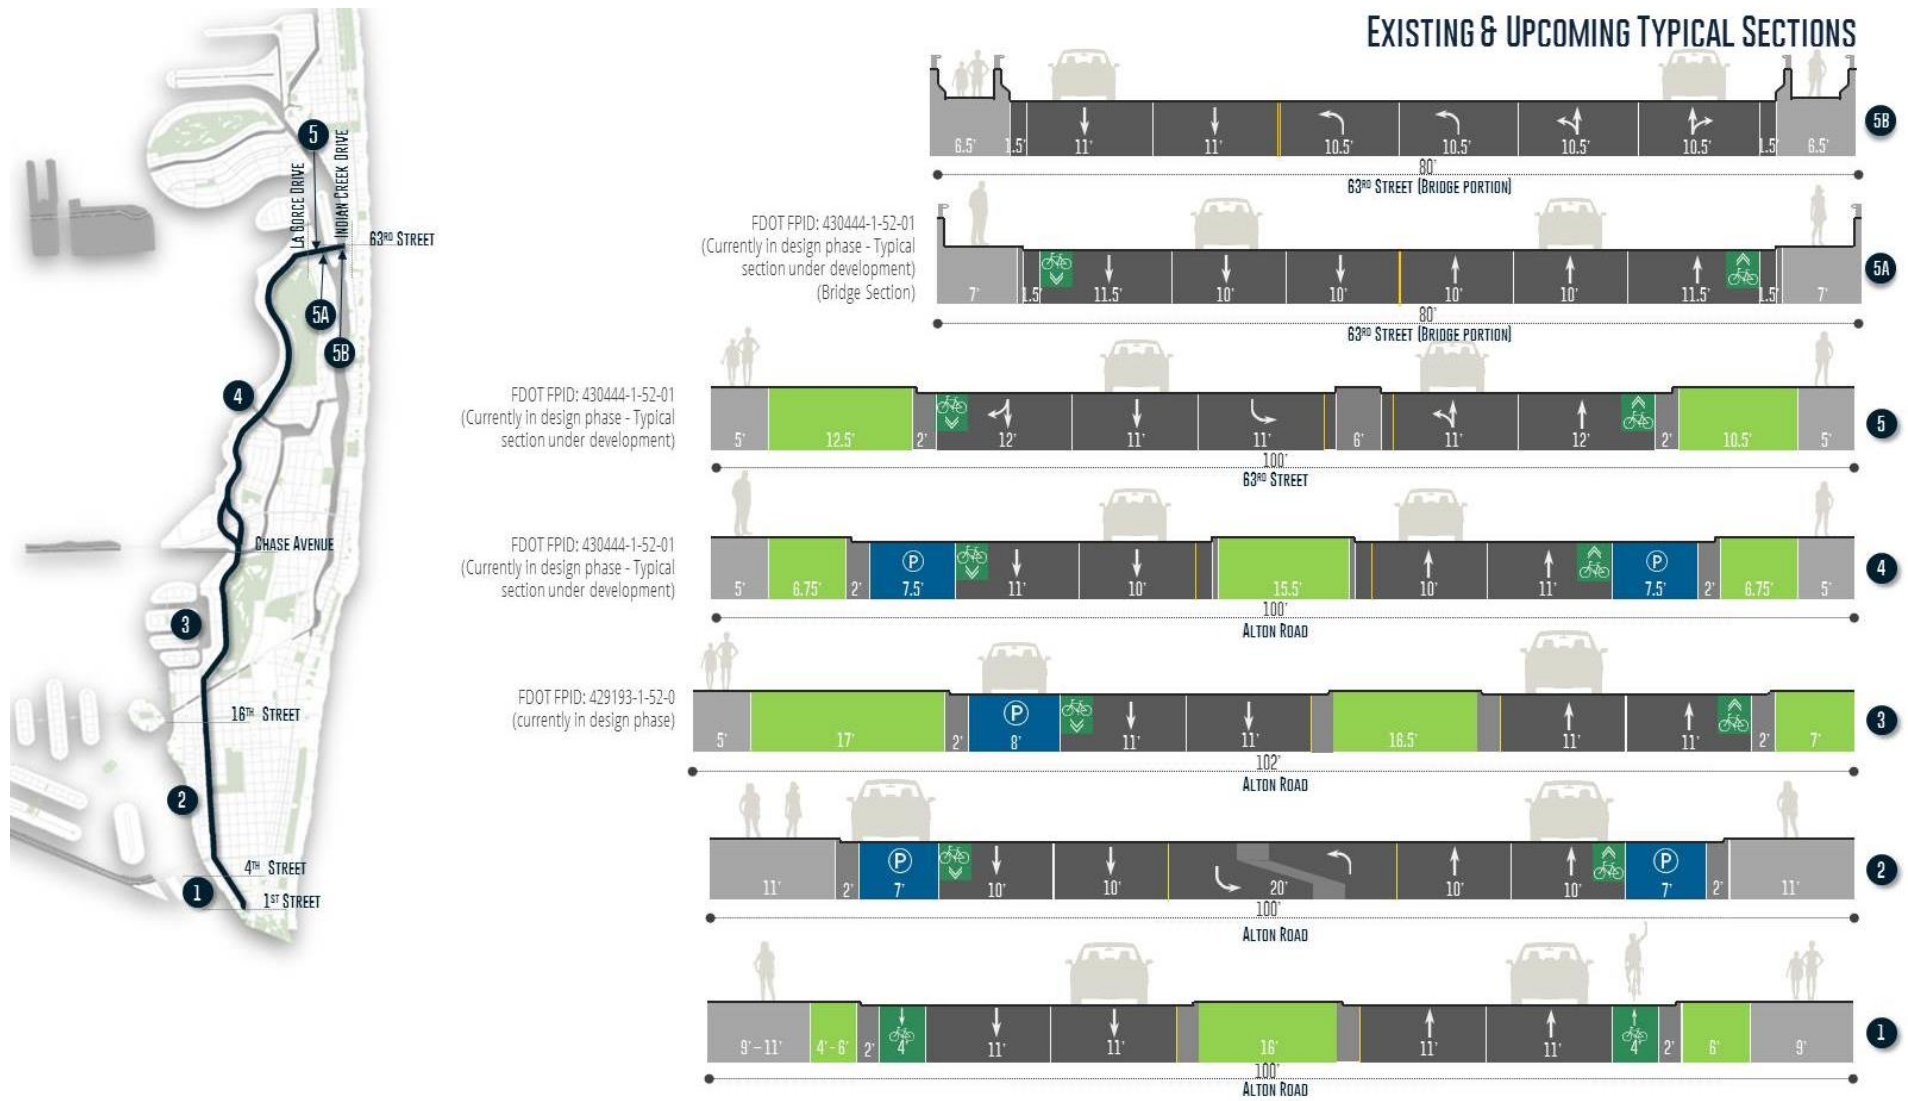 EXISTING & UPCOMING TYPICAL SECTIONS
5
LA GORCE DRIVE
INDIAN CREEK DRIVE
63RD STREET
5A
5B
4
CHASE AVENUE
3
16TH STREET
2
4TH STREET
1
1ST STREET
6.5' 1.5' 11' 11' 10.5' 10.5' 10.5' 10.5' 1.5' 6.5'
5B
80'
63RD STREET (BRIDGE PORTION)
FDOT FPID: 430444-1-52-01
(Currently in design phase - Typical
section under development)
(Bridge Section)
7' 1.5' 11.5' 10' 10' 10' 10' 11.5' 1.5' 7'
5A
80'
63RD STREET (BRIDGE PORTION)
FDOT FPID: 430444-1-52-01
(Currently in design phase - Typical
section under development)
5' 12.5' 2' 12' 11' 11' 6' 11' 12' 2' 10.5' 5'
5
100'
63RD STREET
FDOT FPID: 430444-1-52-01
(Currently in design phase - Typical
section under development)
P P
5' 6.75' 2' 7.5' 11' 10' 15.5' 10' 11' 7.5' 2' 6.75' 5'
4
100'
ALTON ROAD
FDOT FPID: 429193-1-52-0
(currently in design phase)
P
5' 17' 2' 8' 11' 11' 16.5' 11' 11' 2' 7'
3
102'
ALTON ROAD
P P
11' 2' 7' 10' 10' 20' 10' 10' 7' 2' 11'
2
100'
ALTON ROAD
9'-11' 4'-6' 2' 4' 11' 11' 16' 11' 11' 4' 2' 6' 9'
1
100'
ALTON ROAD